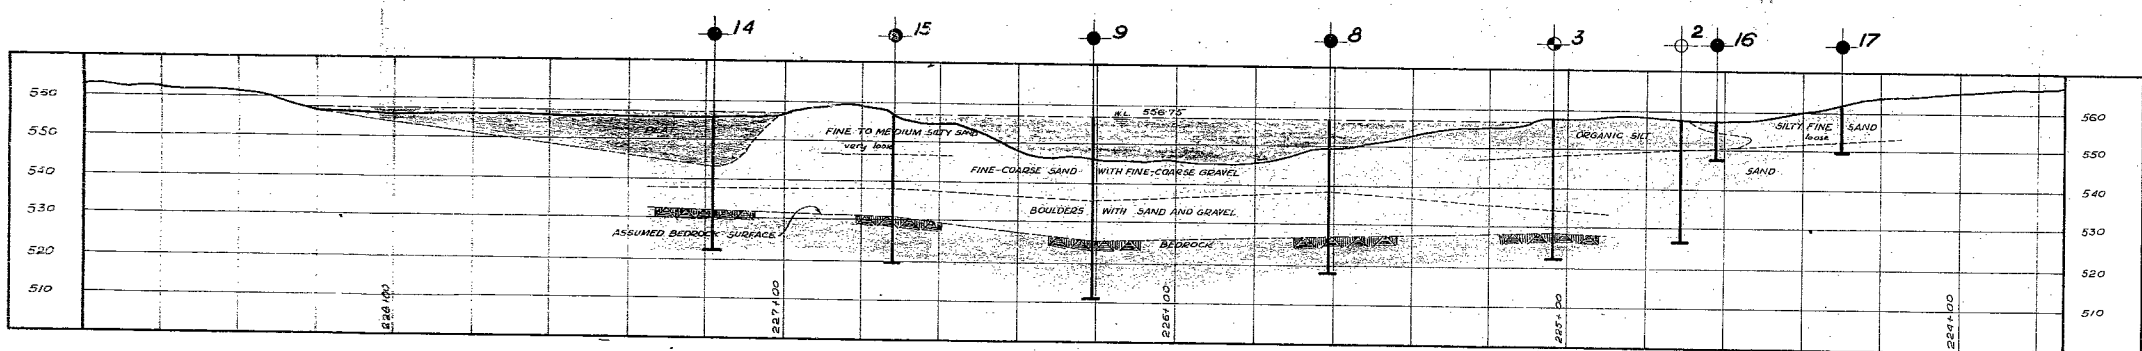 14 15 9 8 3 2 16 17
560 560
W.L. 556.75
550 PEAT FINE TO MEDIUM SILTY SAND ORGANIC SILT SILTY FINE SAND 550
very loose loose
540 FINE-COARSE SAND WITH FINE-COARSE GRAVEL SAND 540
530 BOULDERS WITH SAND AND GRAVEL 530
ASSUMED BEDROCK SURFACE BEDROCK
520 520
510 510
228+00 227+00 226+00 225+00 224+00